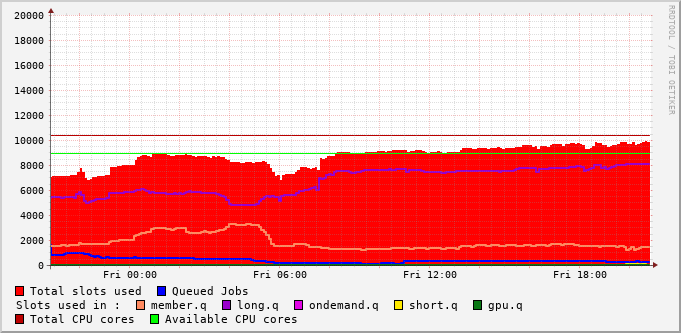 20000
18000
16000
14000
12000
10000
8000
6000
4000
2000
0
Fri 00:00 Fri 06:00 Fri 12:00 Fri 18:00
RRDTOOL / TOBI OETIKER
Total slots used Queued Jobs
Slots used in : member.q long.q ondemand.q short.q gpu.q
Total CPU cores Available CPU cores